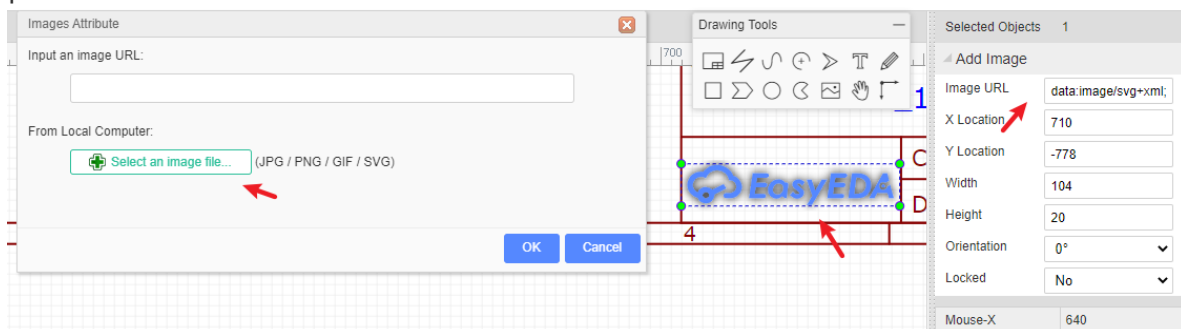 Images Attribute
Input an image URL:
From Local Computer:
Select an image file... (JPG / PNG / GIF / SVG)
OK Cancel
700
Drawing Tools
T
1
C
EasyEDA
D
4
Selected Objects 1
Add Image
Image URL data:image/svg+xml;
X Location 710
Y Location -778
Width 104
Height 20
Orientation 0°
Locked No
Mouse-X 640